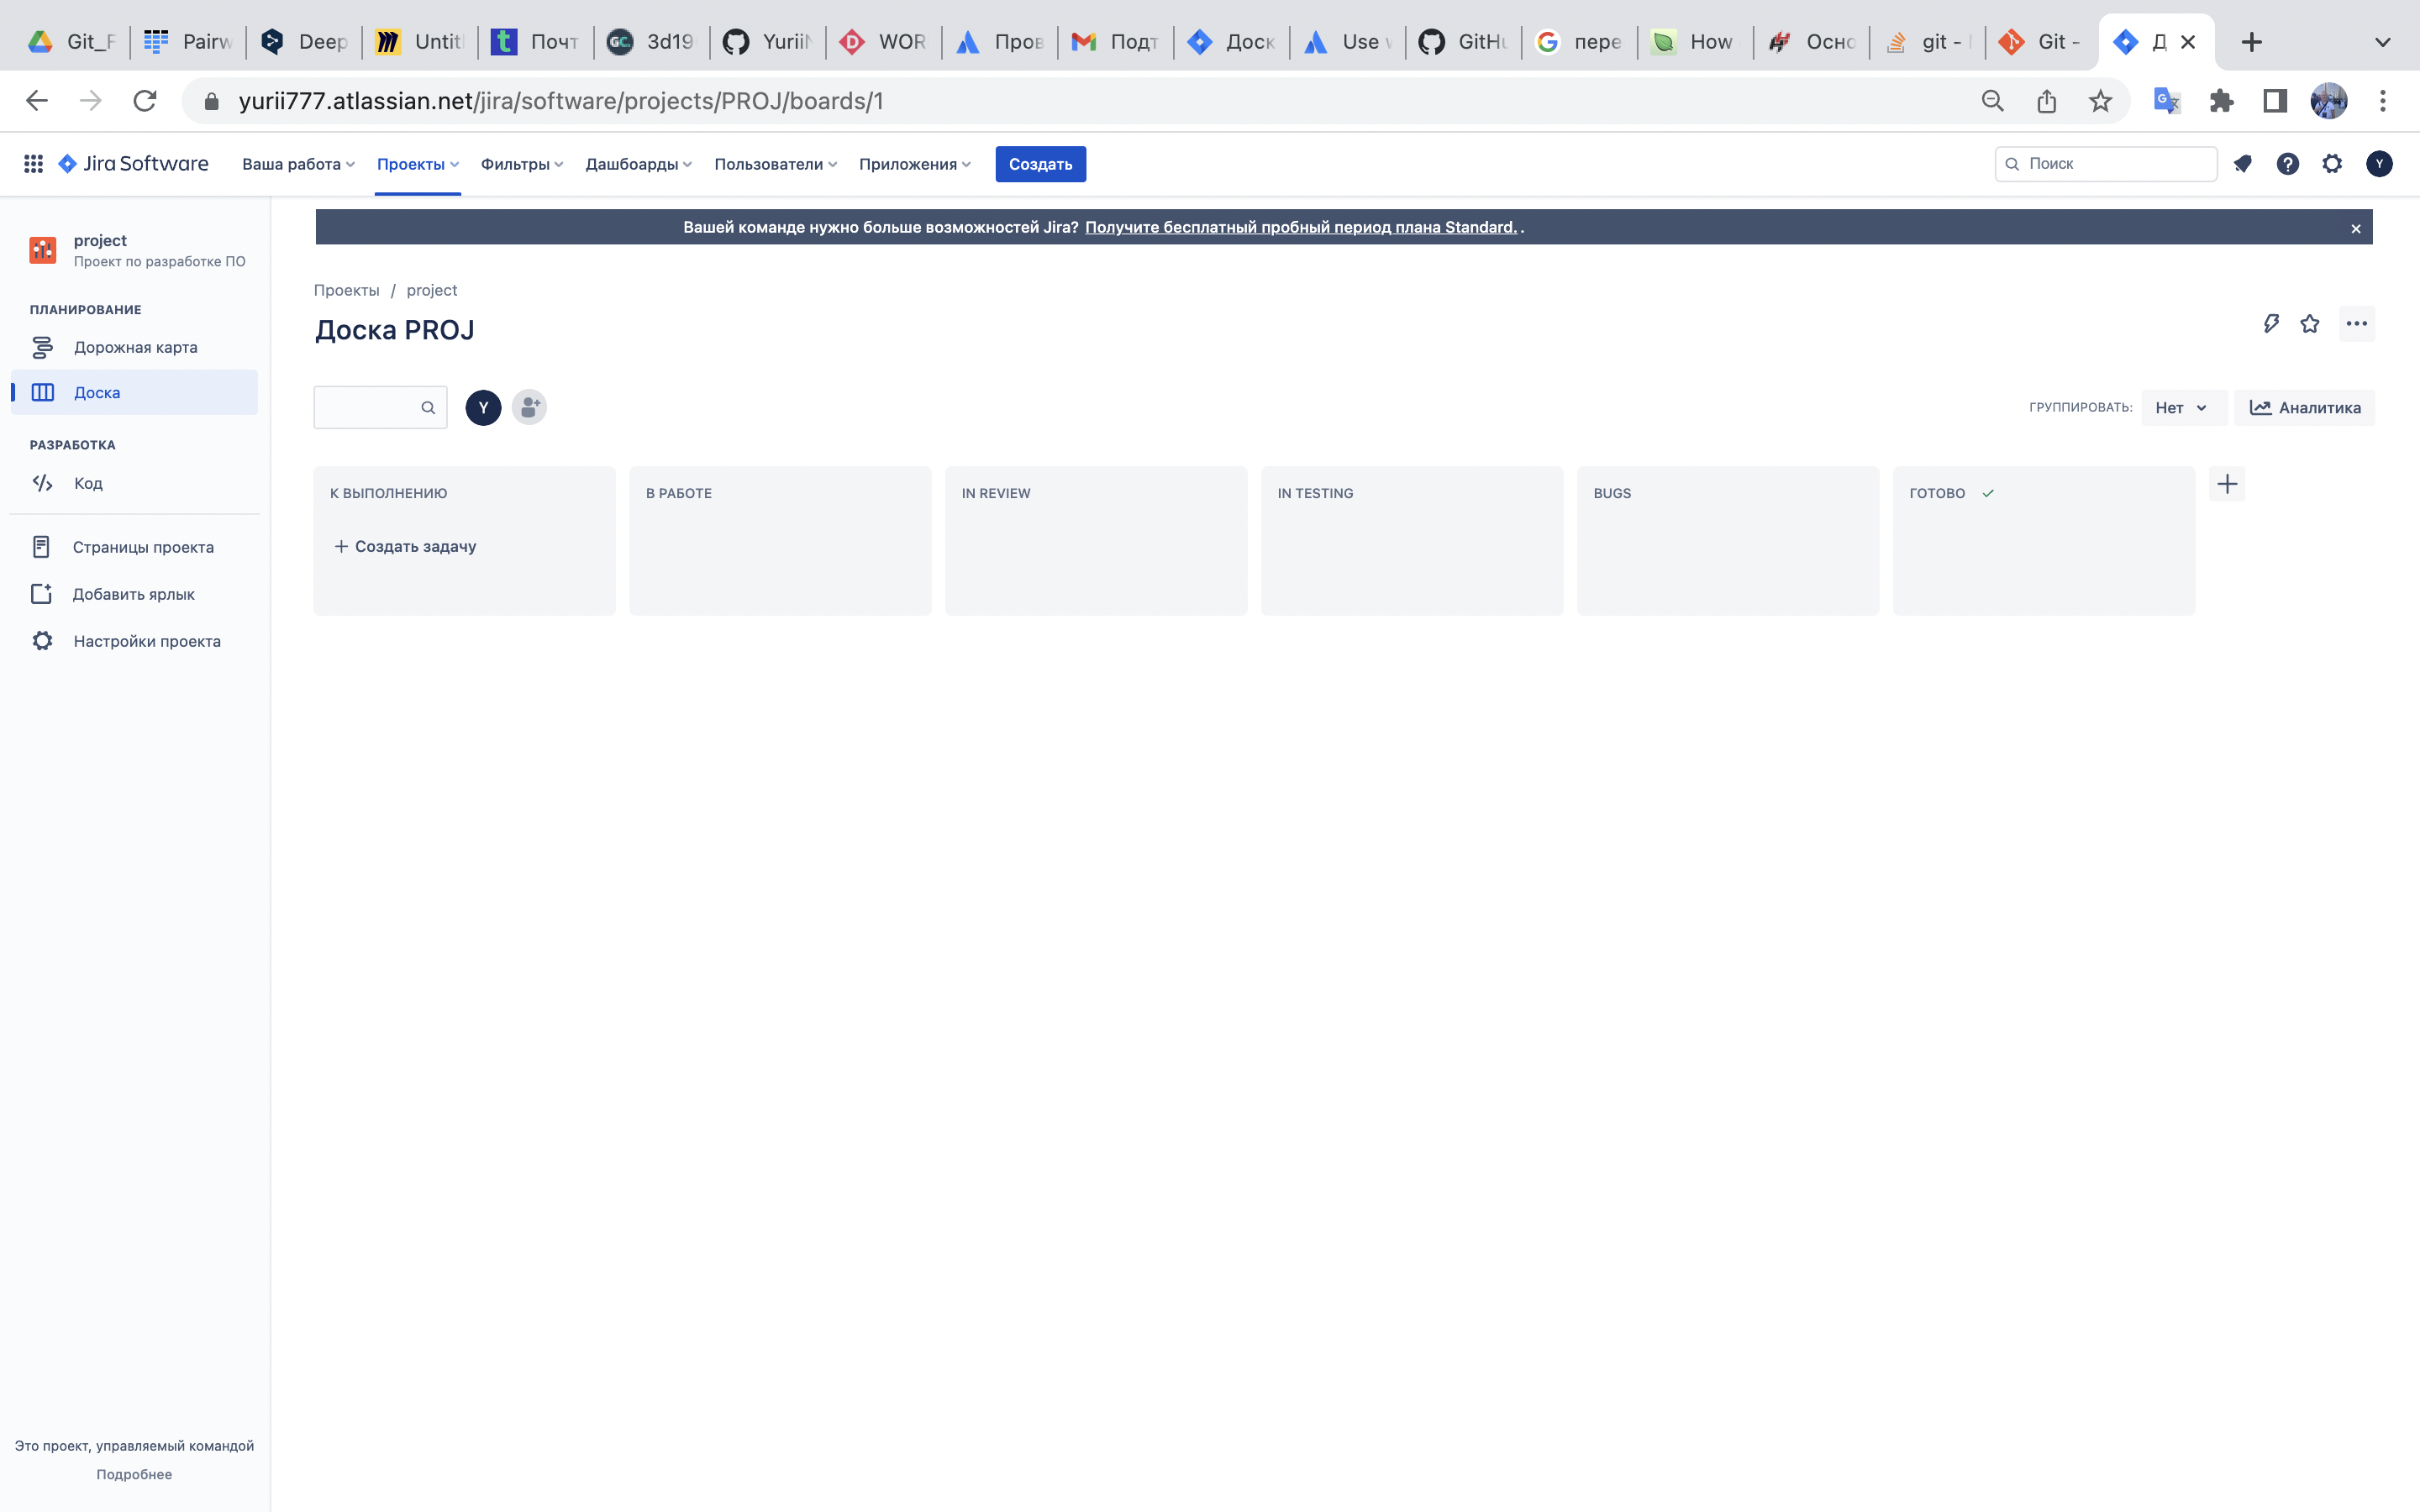 Git_F Pairw Deep Untitl Почт 3d19 YuriiN WOR Пров Подт Доск Use v GitHu пере How Осно git - Git - Д
yurii777.atlassian.net/jira/software/projects/PROJ/boards/1
Jira Software Ваша работа Проекты Фильтры Дашбоарды Пользователи Приложения Создать Поиск Y
Вашей команде нужно больше возможностей Jira? Получите бесплатный пробный период плана Standard. .
project
Проект по разработке ПО
ПЛАНИРОВАНИЕ
Дорожная карта
Доска
РАЗРАБОТКА
Код
Страницы проекта
Добавить ярлык
Настройки проекта
Это проект, управляемый командой
Подробнее
Проекты / project
Доска PROJ
Y ГРУППИРОВАТЬ: Нет Аналитика
К ВЫПОЛНЕНИЮ В РАБОТЕ IN REVIEW IN TESTING BUGS ГОТОВО
Создать задачу